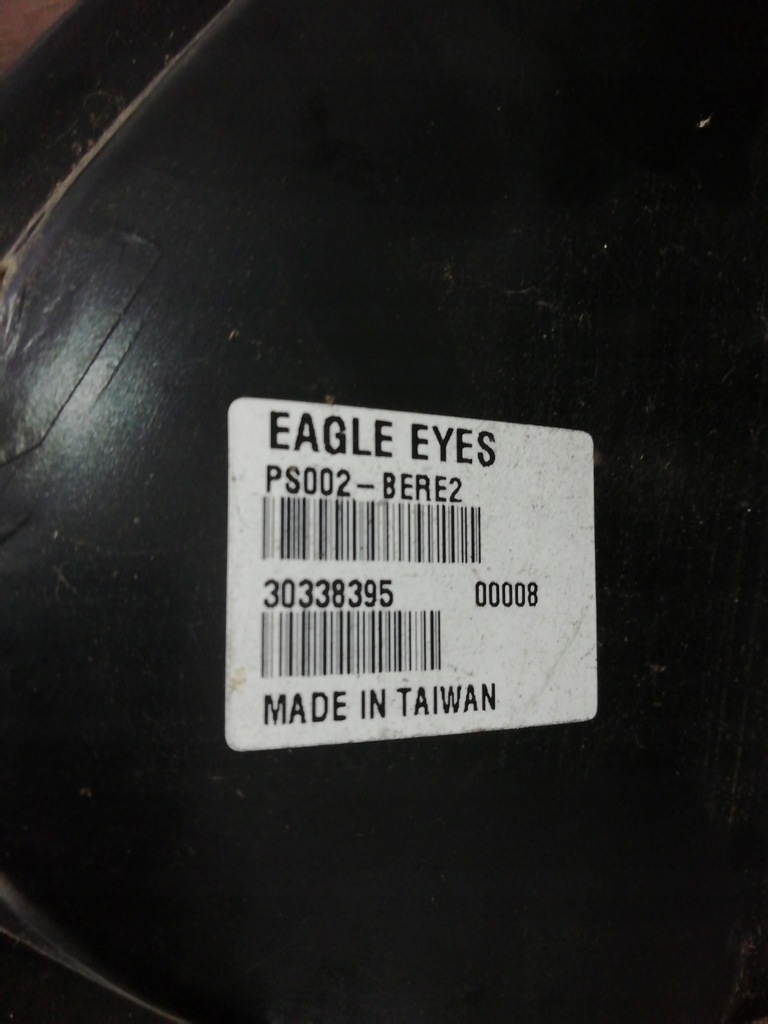 EAGLE EYES
PS002-BERE2
30338395 00008
MADE IN TAIWAN